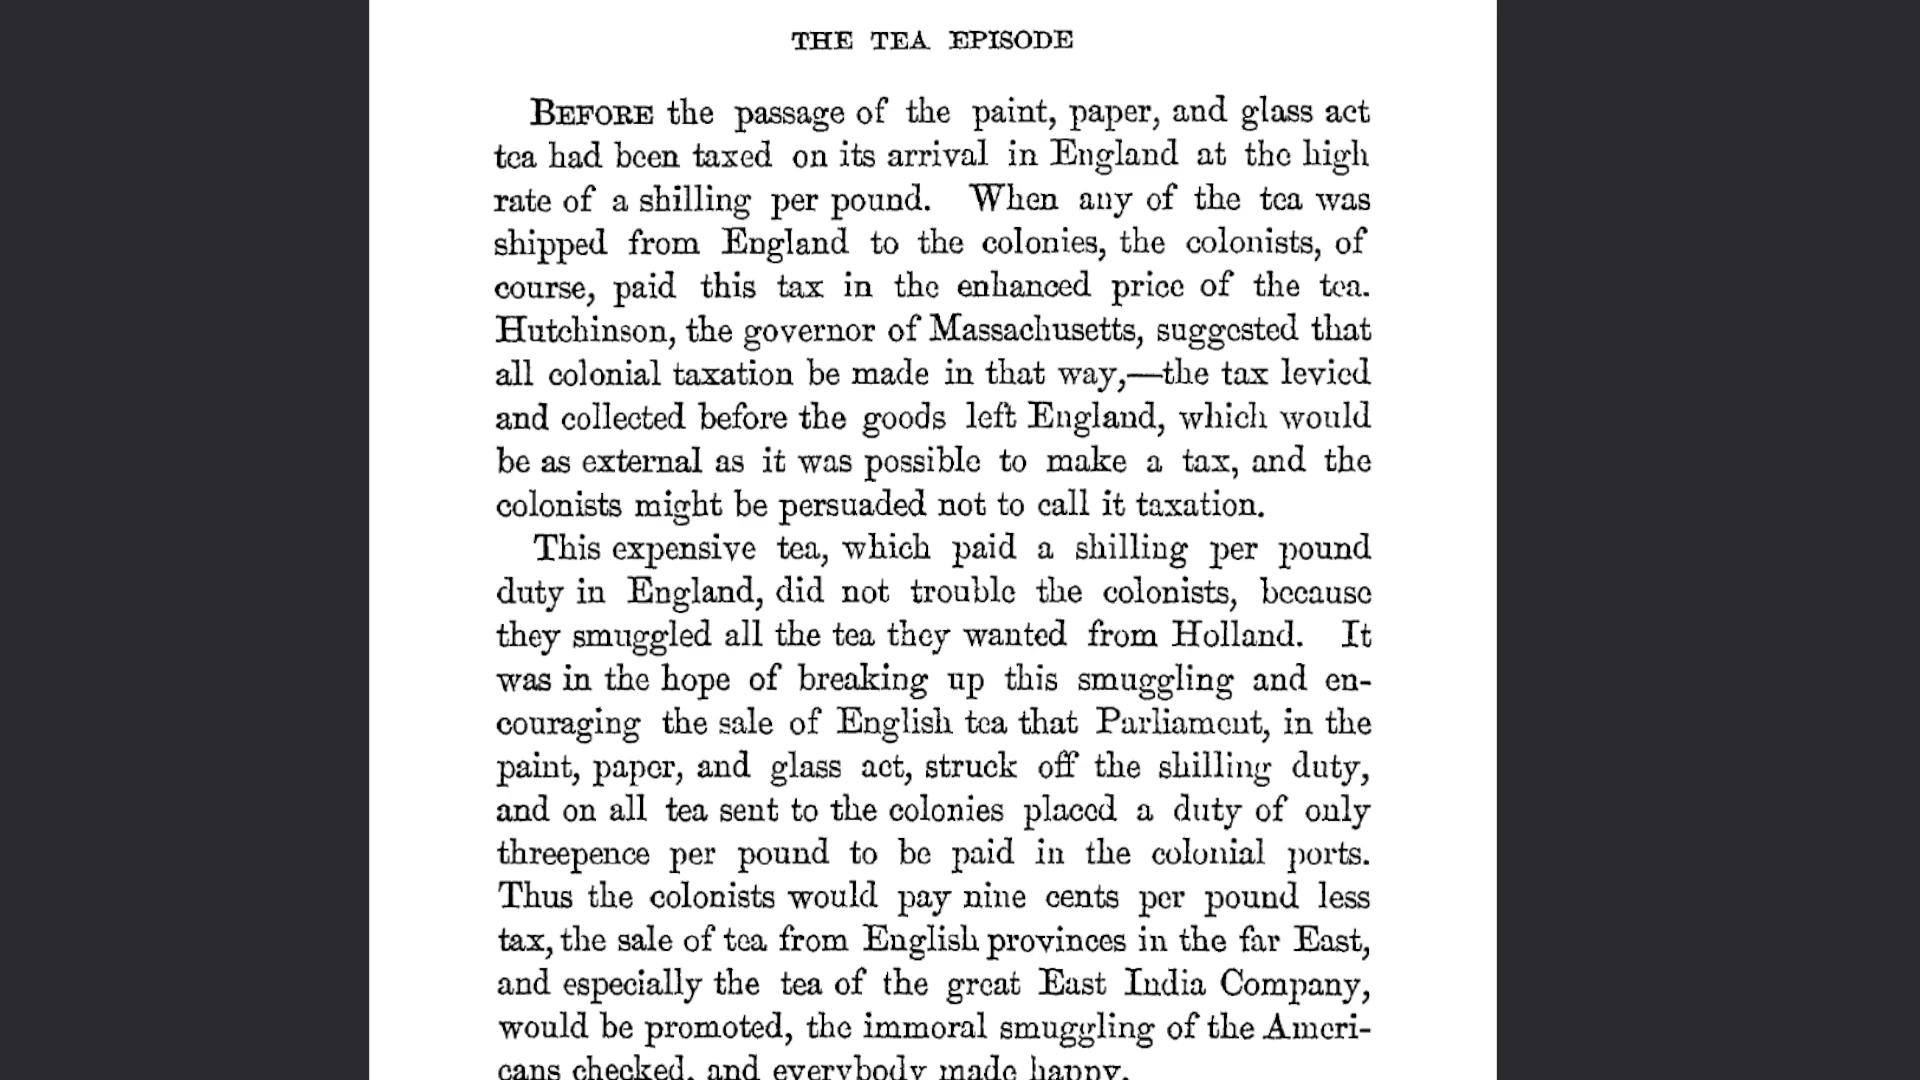 THE TEA EPISODE
BEFORE the passage of the paint, paper, and glass act
tea had been taxed on its arrival in England at the high
rate of a shilling per pound. When any of the tea was
shipped from England to the colonies, the colonists, of
course, paid this tax in the enhanced price of the tea.
Hutchinson, the governor of Massachusetts, suggested that
all colonial taxation be made in that way,—the tax levied
and collected before the goods left England, which would
be as external as it was possible to make a tax, and the
colonists might be persuaded not to call it taxation.
This expensive tea, which paid a shilling per pound
duty in England, did not trouble the colonists, because
they smuggled all the tea they wanted from Holland. It
was in the hope of breaking up this smuggling and en-
couraging the sale of English tea that Parliament, in the
paint, paper, and glass act, struck off the shilling duty,
and on all tea sent to the colonies placed a duty of only
threepence per pound to be paid in the colonial ports.
Thus the colonists would pay nine cents per pound less
tax, the sale of tea from English provinces in the far East,
and especially the tea of the great East India Company,
would be promoted, the immoral smuggling of the Ameri-
cans checked, and everybody made happy.